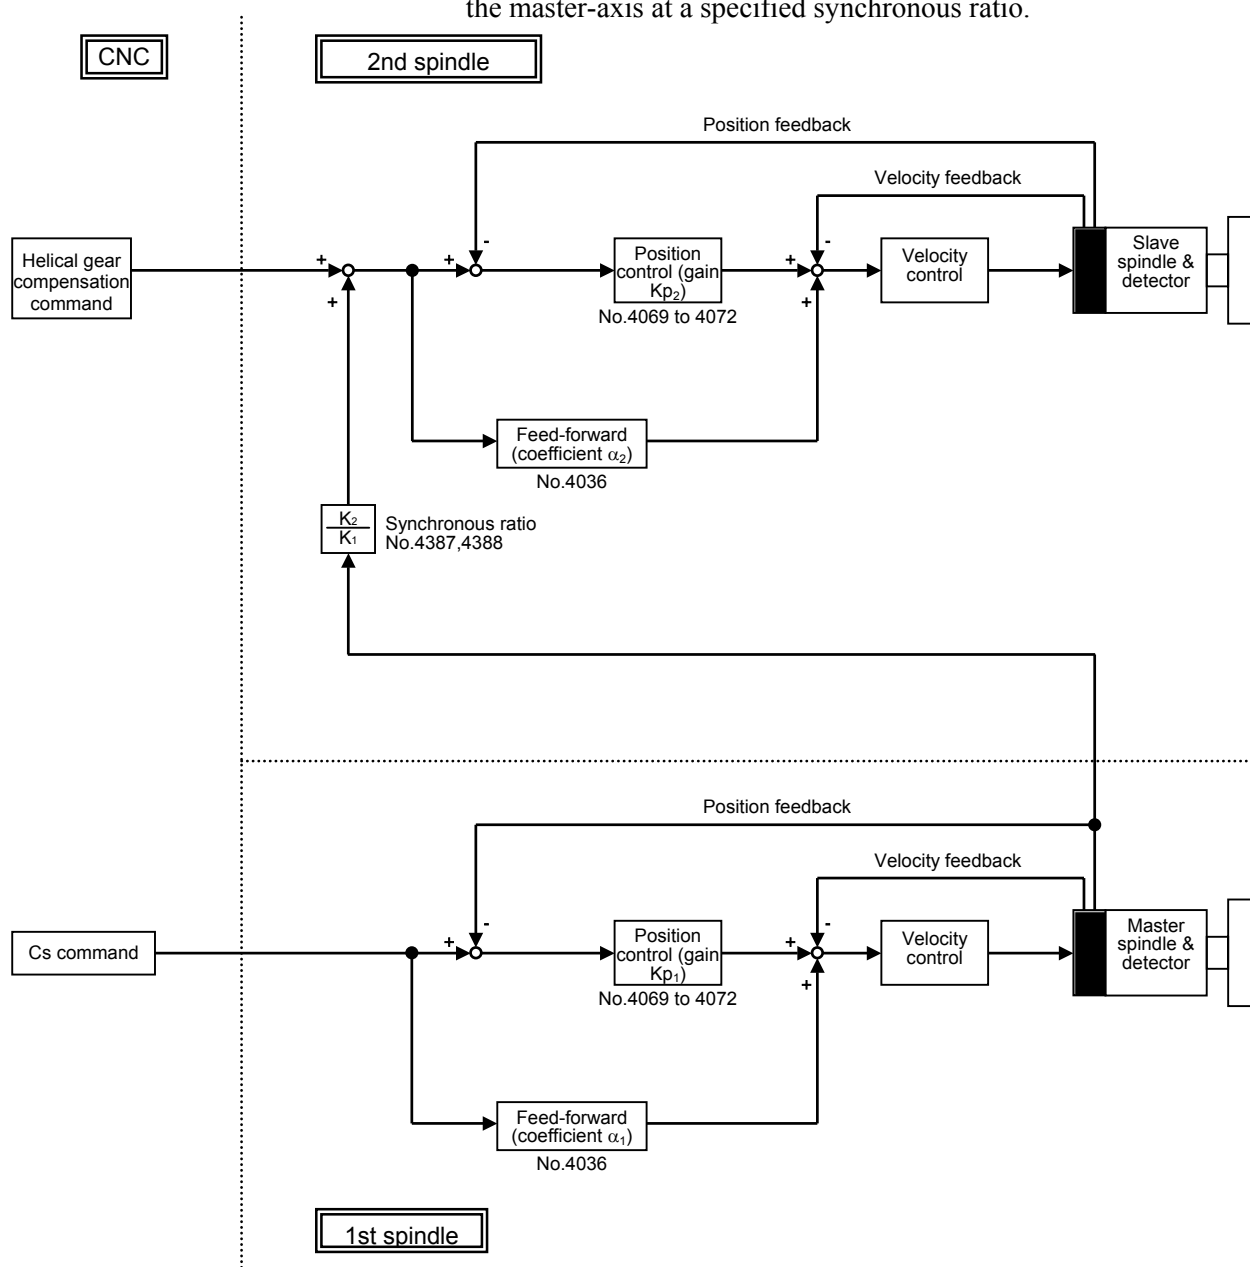 the master-axis at a specified synchronous ratio.
CNC
2nd spindle
Position feedback
Velocity feedback
Helical gear
compensation
command
+
+
+
-
Position
control (gain
Kp₂)
No.4069 to 4072
+
-
+
Velocity
control
Slave
spindle &
detector
Feed-forward
(coefficient α₂)
No.4036
K₂
K₁
Synchronous ratio
No.4387,4388
Position feedback
Velocity feedback
Cs command
+
-
Position
control (gain
Kp₁)
No.4069 to 4072
+
-
+
Velocity
control
Master
spindle &
detector
Feed-forward
(coefficient α₁)
No.4036
1st spindle